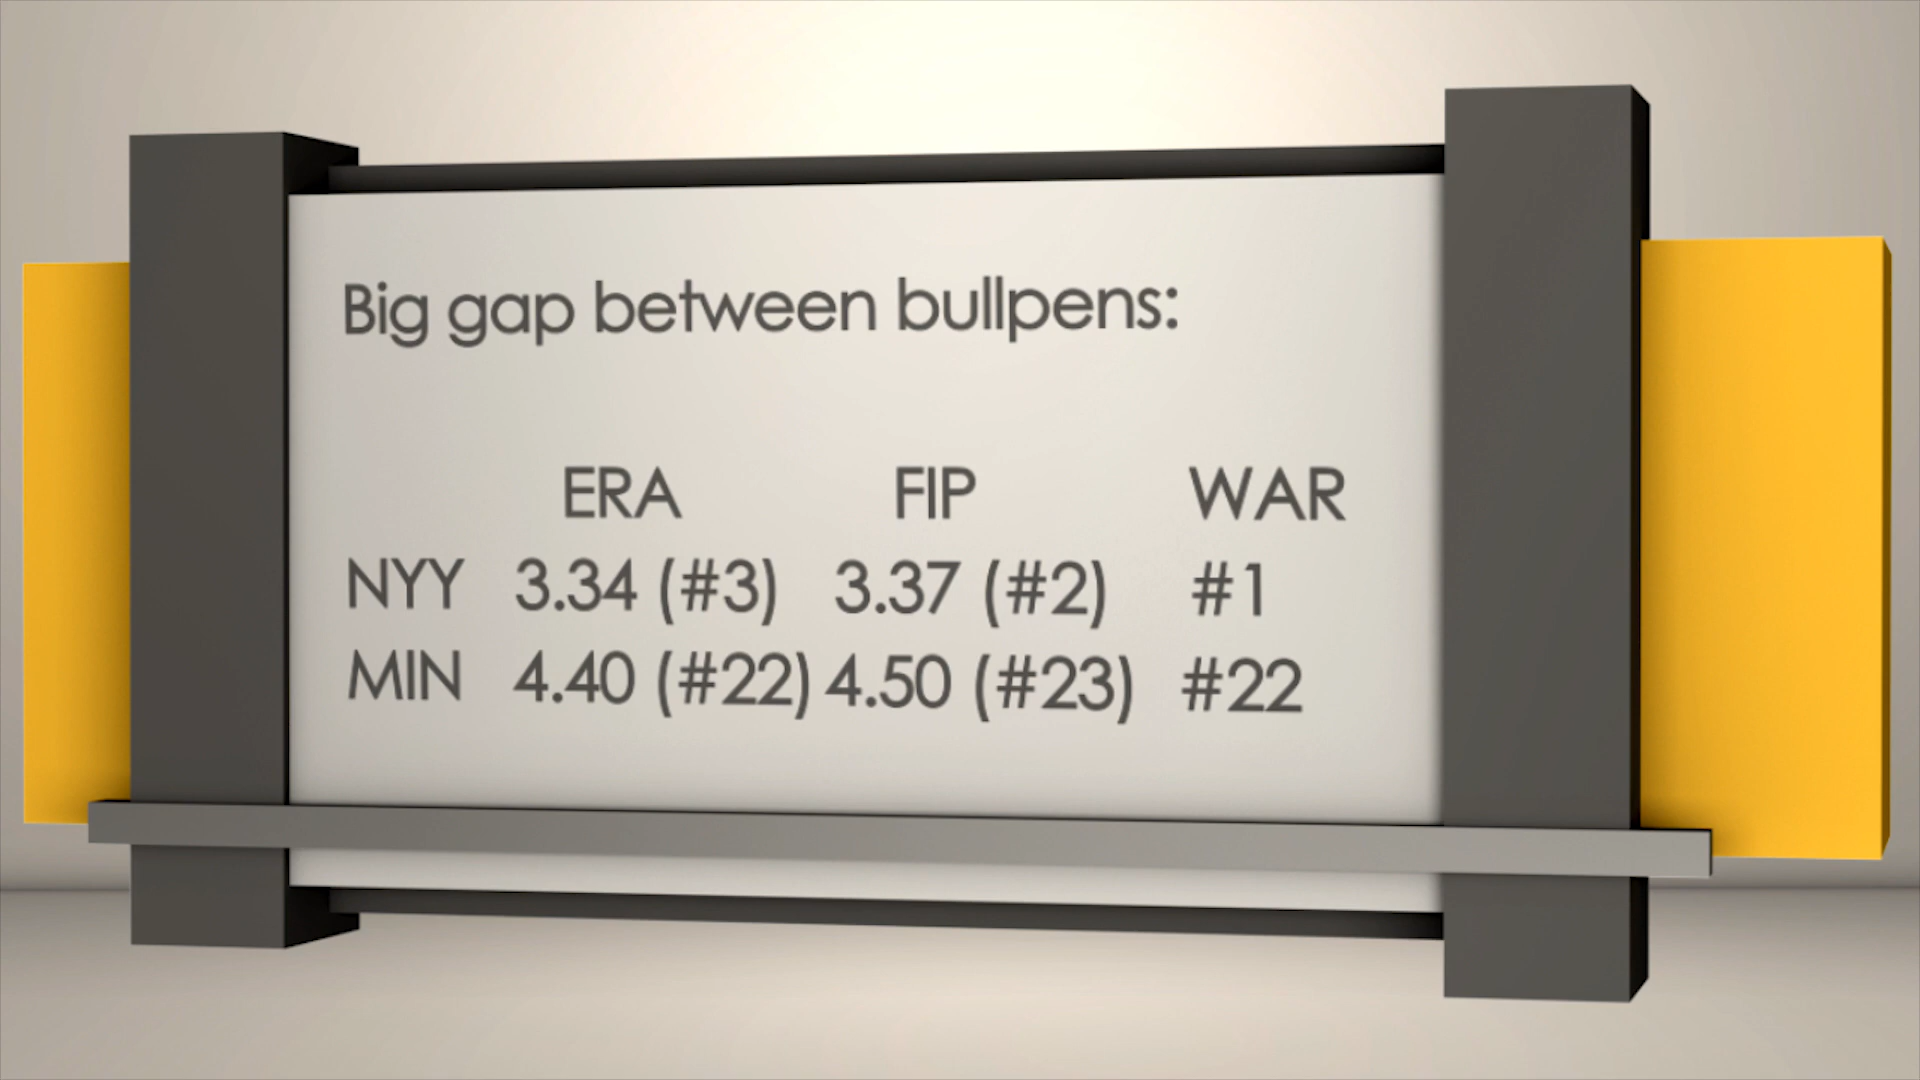 Big gap between bullpens:
ERA FIP WAR
NYY 3.34 (#3) 3.37 (#2) #1
MIN 4.40 (#22) 4.50 (#23) #22